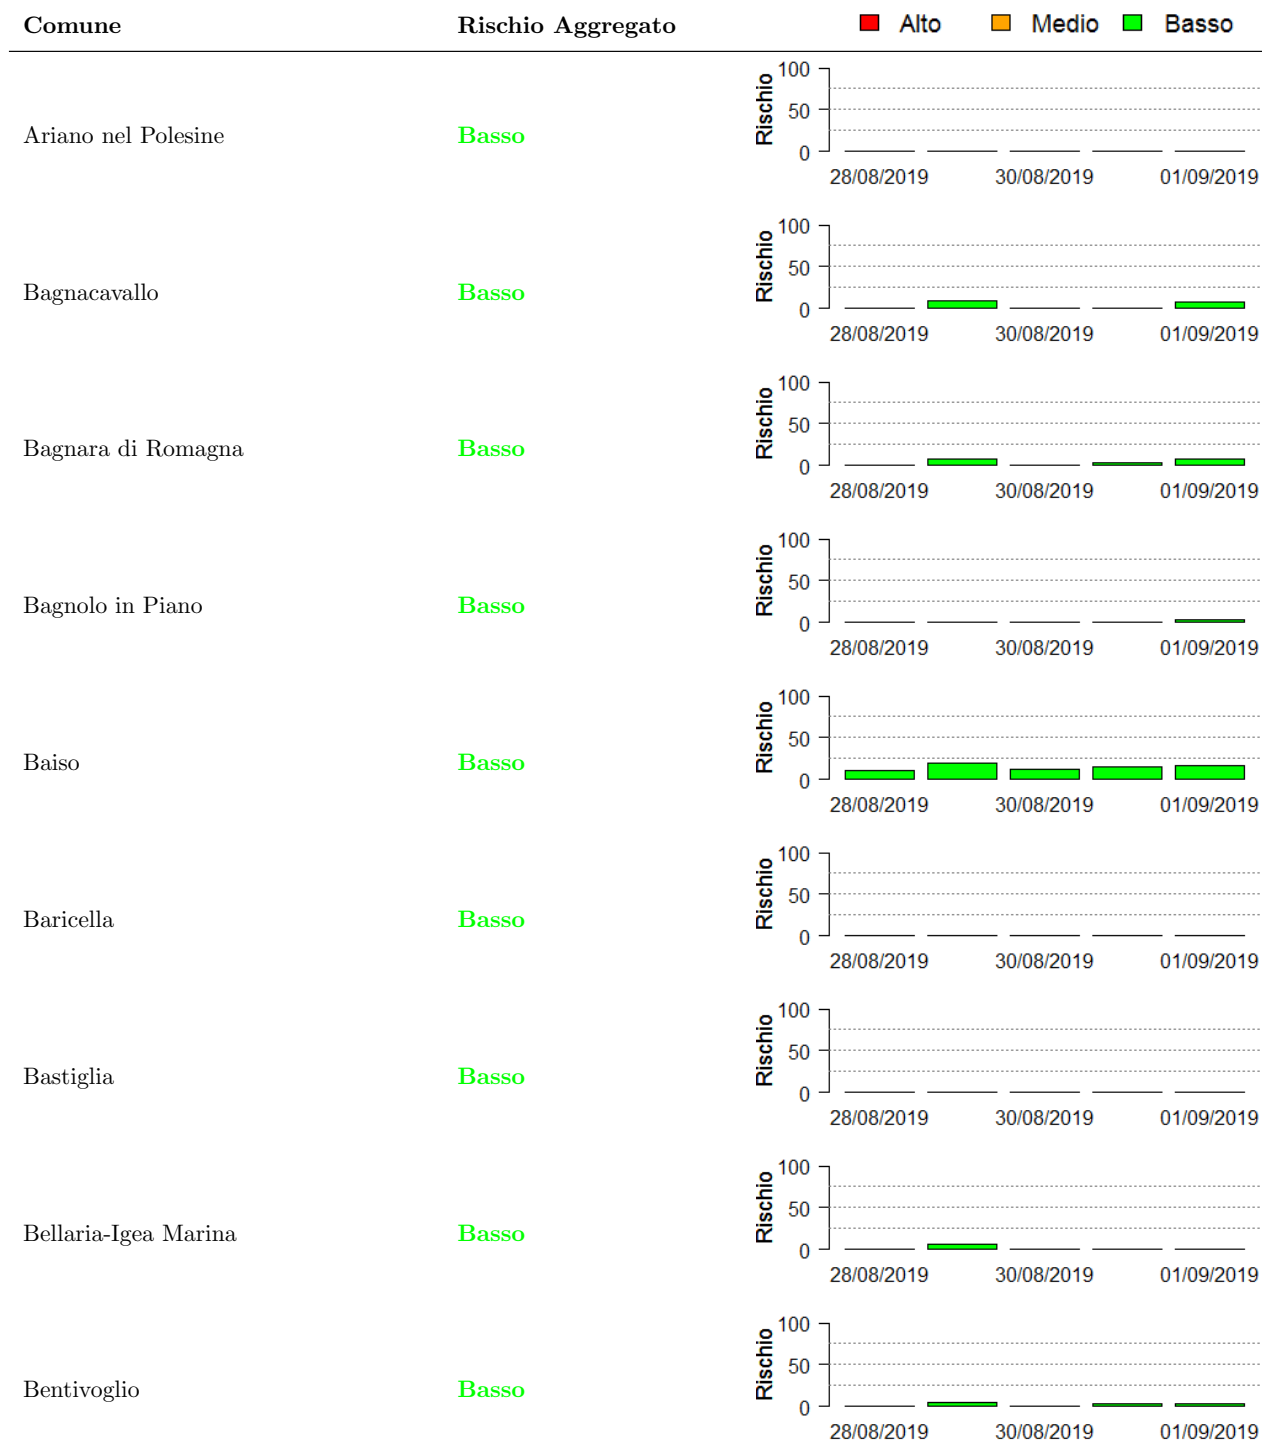 Comune Rischio Aggregato Alto Medio Basso
Ariano nel Polesine Basso Rischio 100 50 0
28/08/2019 30/08/2019 01/09/2019
Bagnacavallo Basso Rischio 100 50 0
28/08/2019 30/08/2019 01/09/2019
Bagnara di Romagna Basso Rischio 100 50 0
28/08/2019 30/08/2019 01/09/2019
Bagnolo in Piano Basso Rischio 100 50 0
28/08/2019 30/08/2019 01/09/2019
Baiso Basso Rischio 100 50 0
28/08/2019 30/08/2019 01/09/2019
Baricella Basso Rischio 100 50 0
28/08/2019 30/08/2019 01/09/2019
Bastiglia Basso Rischio 100 50 0
28/08/2019 30/08/2019 01/09/2019
Bellaria-Igea Marina Basso Rischio 100 50 0
28/08/2019 30/08/2019 01/09/2019
Bentivoglio Basso Rischio 100 50 0
28/08/2019 30/08/2019 01/09/2019